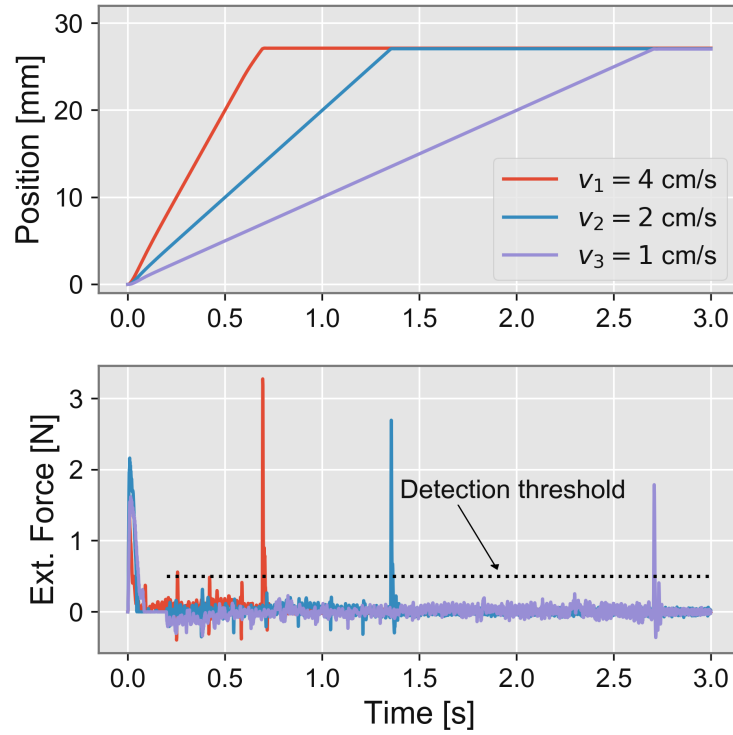 Position [mm]
30
20
10
0
v₁ = 4 cm/s
v₂ = 2 cm/s
v₃ = 1 cm/s
0.0 0.5 1.0 1.5 2.0 2.5 3.0
Ext. Force [N]
3
2
1
0
Detection threshold
0.0 0.5 1.0 1.5 2.0 2.5 3.0
Time [s]